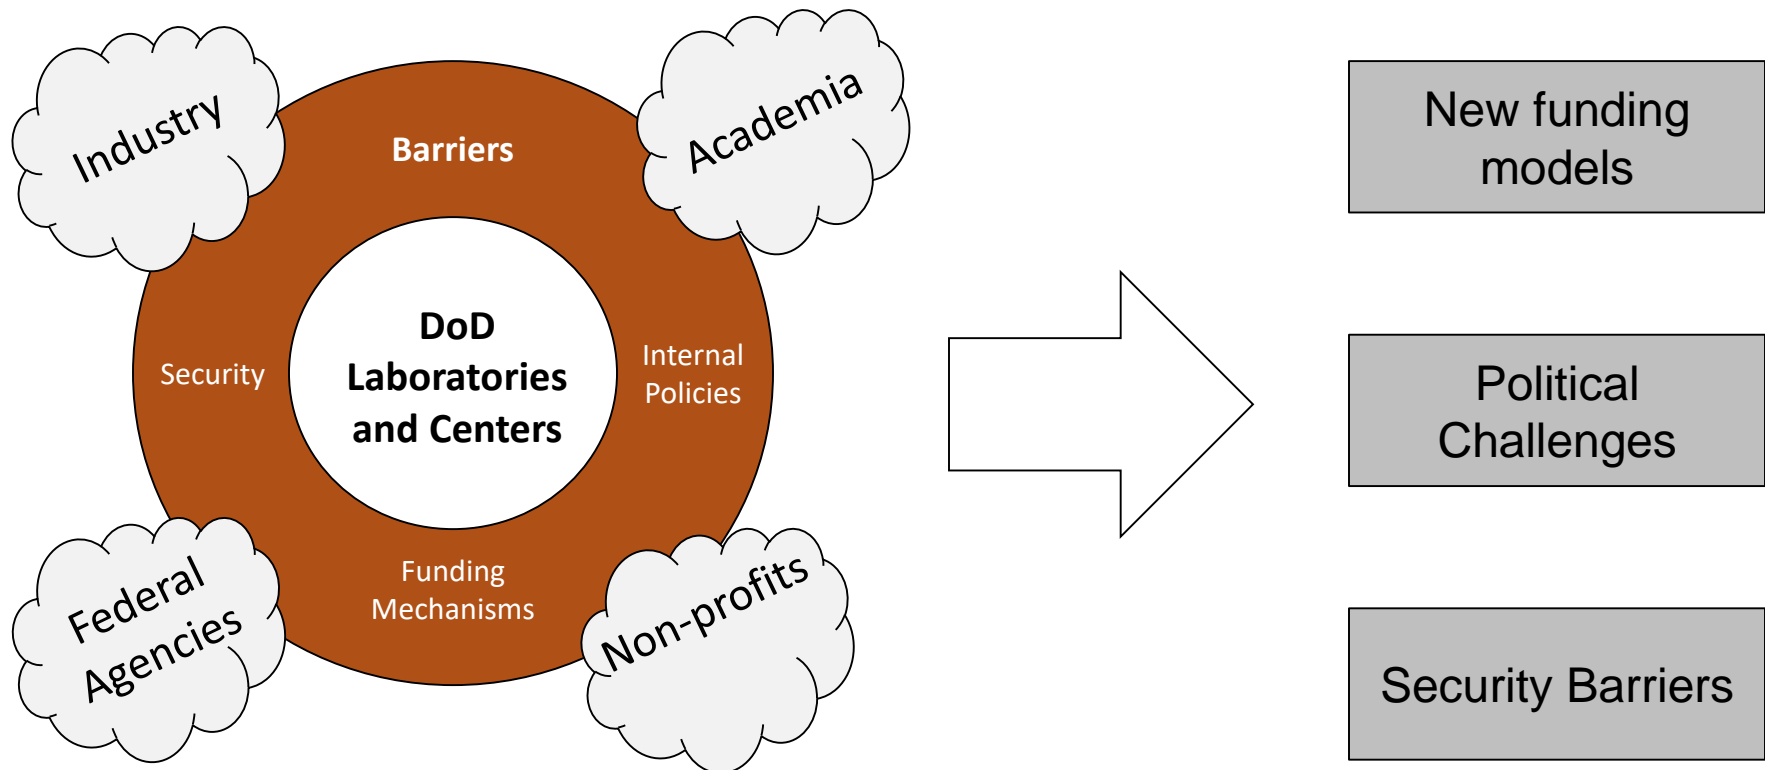 Industry
Academia
Barriers
Security
DoD
Laboratories
and Centers
Internal
Policies
Funding
Mechanisms
Federal
Agencies
Non-profits
New funding
models
Political
Challenges
Security Barriers